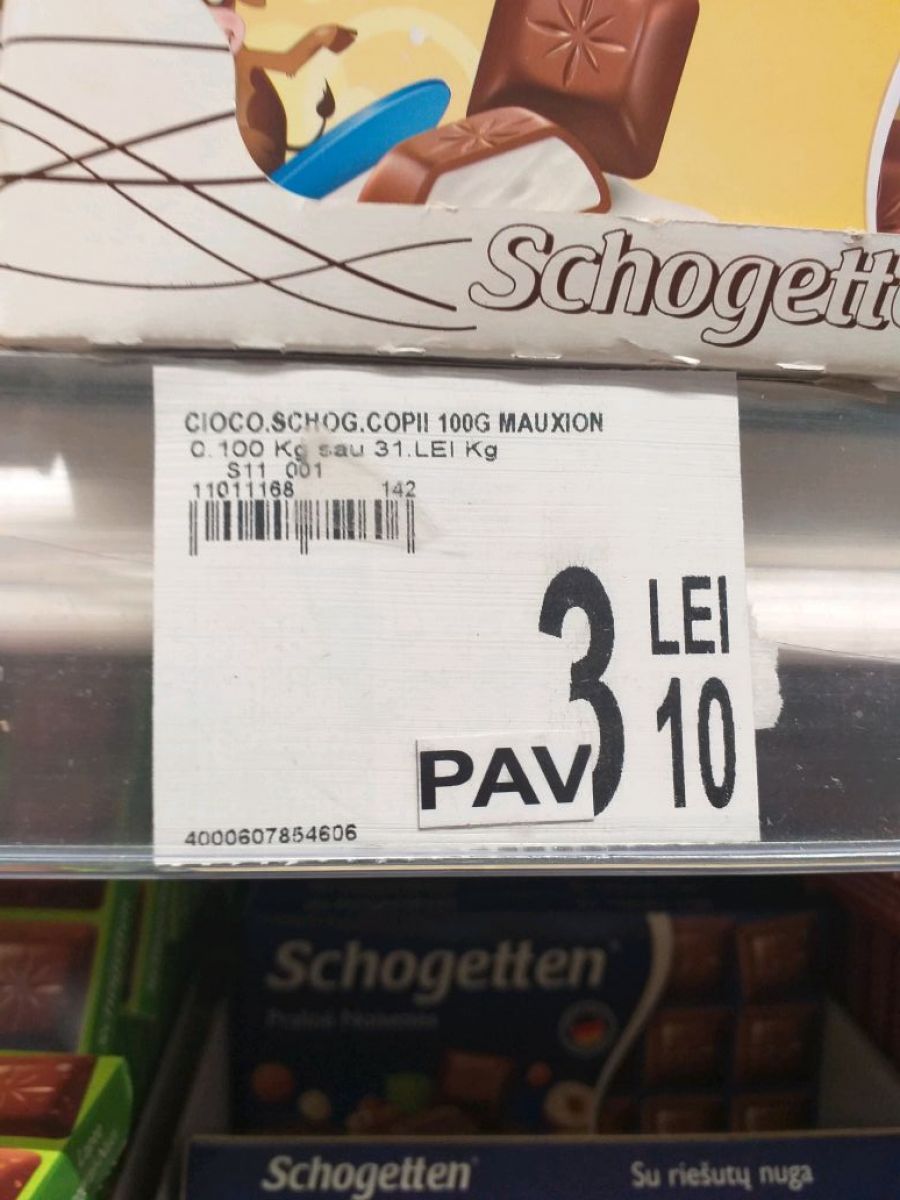 Schogett
CIOCO.SCHOG.COPII 100G MAUXION
0.100 Kg sau 31.LEI Kg
S11 001
11011168 142
3 LEI
10
PAV
4000607854606
Schogetten
Schogetten
Su riešutų nuga